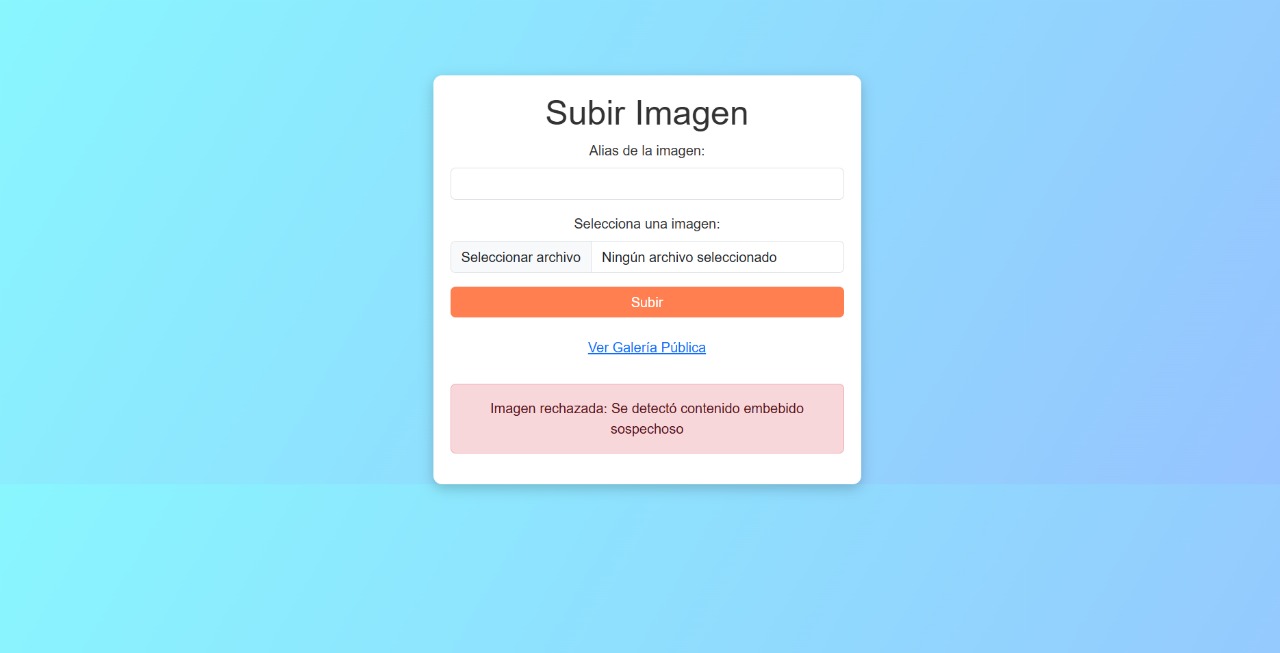 Subir Imagen
Alias de la imagen:
Selecciona una imagen:
Seleccionar archivo Ningún archivo seleccionado
Subir
Ver Galería Pública
Imagen rechazada: Se detectó contenido embebido
sospechoso